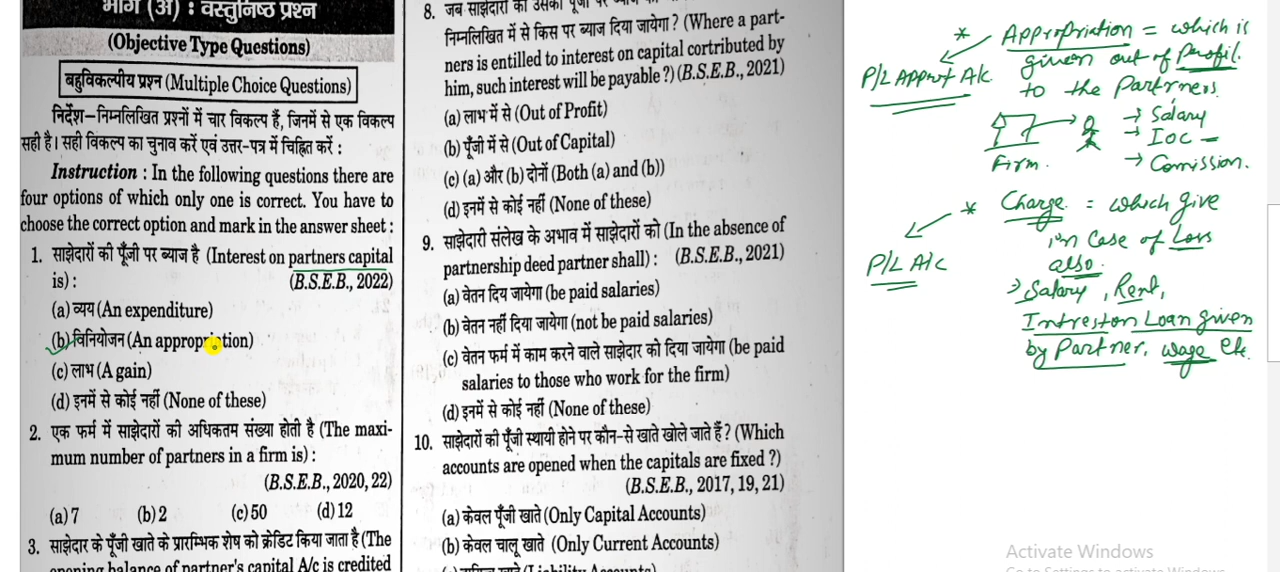 भाग (अ) : वस्तुनिष्ठ प्रश्न
(Objective Type Questions)
बहुविकल्पीय प्रश्न (Multiple Choice Questions)
निर्देश–निम्नलिखित प्रश्नों में चार विकल्प हैं, जिनमें से एक विकल्प
सही है। सही विकल्प का चुनाव करें एवं उत्तर-पत्र में चिह्नित करें :
Instruction : In the following questions there are
four options of which only one is correct. You have to
choose the correct option and mark in the answer sheet :
1. साझेदारों की पूँजी पर ब्याज है (Interest on partners capital
is) : (B.S.E.B., 2022)
(a) व्यय (An expenditure)
(b) विनियोजन (An appropriation)
(c) लाभ (A gain)
(d) इनमें से कोई नहीं (None of these)
2. एक फर्म में साझेदारों की अधिकतम संख्या होती है (The maxi-
mum number of partners in a firm is) :
(B.S.E.B., 2020, 22)
(a) 7 (b) 2 (c) 50 (d) 12
3. साझेदार के पूँजी खाते के प्रारम्भिक शेष को क्रेडिट किया जाता है (The
opening balance of partner's capital A/c is credited
8. जब साझेदारों को उसकी पूँजी पर ब्याज दिया जायेगा
निम्नलिखित में से किस पर ब्याज दिया जायेगा ? (Where a part-
ners is entilled to interest on capital cortributed by
him, such interest will be payable ?) (B.S.E.B., 2021)
(a) लाभ में से (Out of Profit)
(b) पूँजी में से (Out of Capital)
(c) (a) और (b) दोनों (Both (a) and (b))
(d) इनमें से कोई नहीं (None of these)
9. साझेदारी संलेख के अभाव में साझेदारों को (In the absence of
partnership deed partner shall) : (B.S.E.B., 2021)
(a) वेतन दिय जायेगा (be paid salaries)
(b) वेतन नहीं दिया जायेगा (not be paid salaries)
(c) वेतन फर्म में काम करने वाले साझेदार को दिया जायेगा (be paid
salaries to those who work for the firm)
(d) इनमें से कोई नहीं (None of these)
10. साझेदारों की पूँजी स्थायी होने पर कौन-से खाते खोले जाते हैं ? (Which
accounts are opened when the capitals are fixed ?)
(B.S.E.B., 2017, 19, 21)
(a) केवल पूँजी खाते (Only Capital Accounts)
(b) केवल चालू खाते (Only Current Accounts)
* Appropriation = which is
given out of Profit.
to the Partners.
P/L Approp A/c.
Firm.
→ Salary
→ IOC –
→ Comission.
* Charge = which give
in case of Loss
also.
P/L A/c
Salary, Rent,
Intrest on Loan given
by Partner, wage etc.
Activate Windows